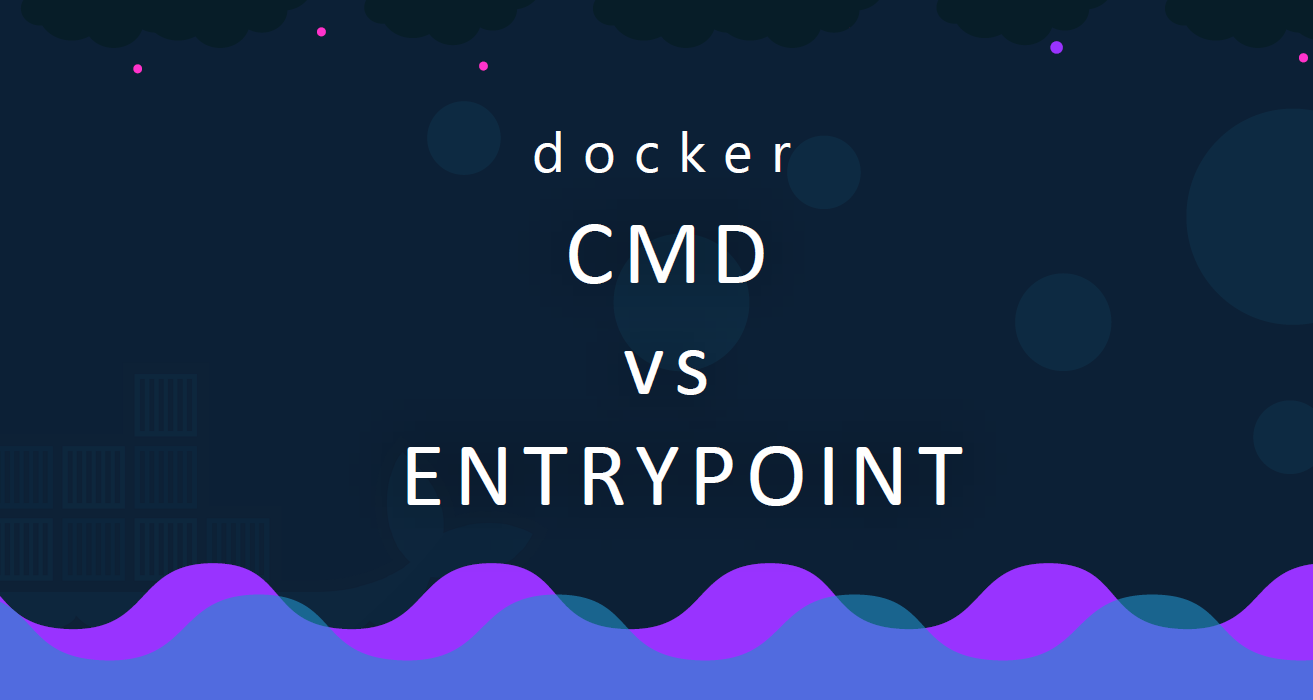 docker
CMD
vs
ENTRYPOINT